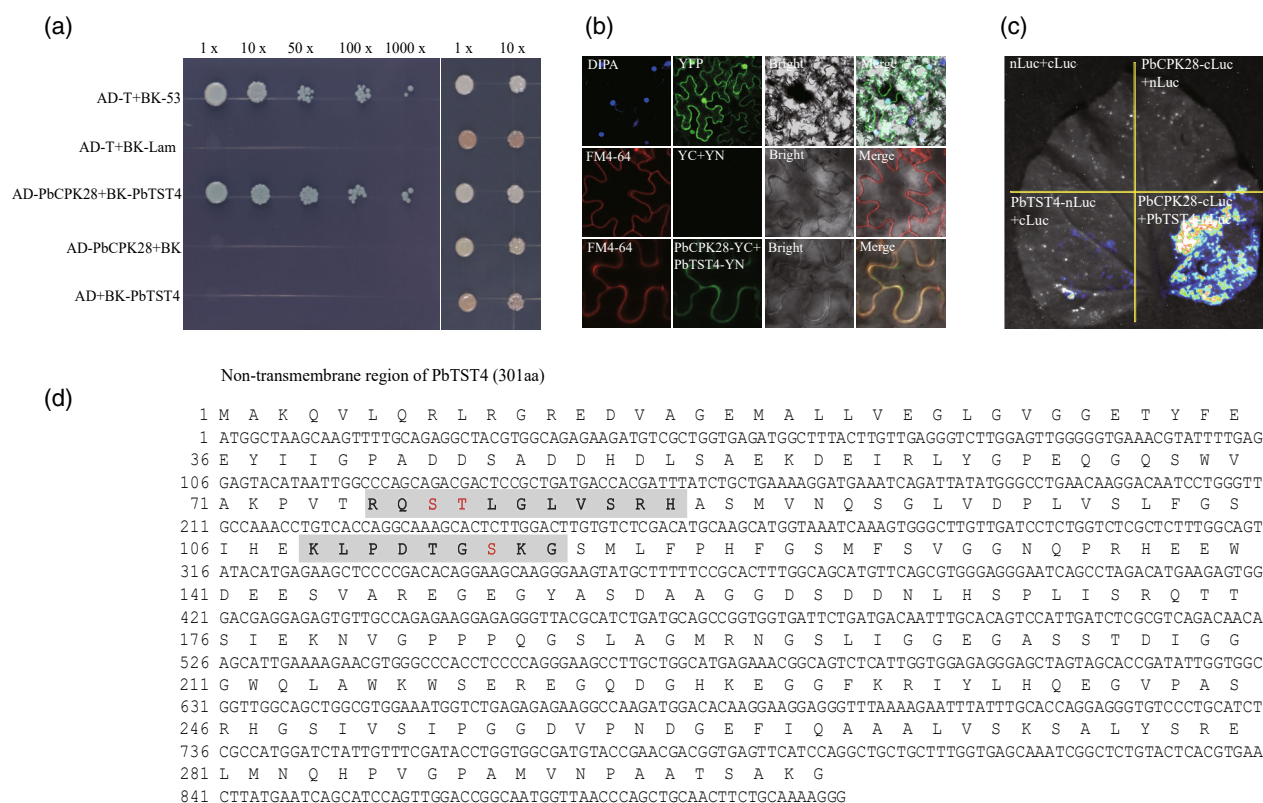 (a)
1 x 10 x 50 x 100 x 1000 x 1 x 10 x
AD-T+BK-53
AD-T+BK-Lam
AD-PbCPK28+BK-PbTST4
AD-PbCPK28+BK
AD+BK-PbTST4
(b)
DIPA YFP Bright Merge
FM4-64 YC+YN Bright Merge
FM4-64 PbCPK28-YC+ Bright Merge
PbTST4-YN
(c)
nLuc+cLuc PbCPK28-cLuc
+nLuc
PbTST4-nLuc PbCPK28-cLuc
+cLuc
(d)
Non-transmembrane region of PbTST4 (301aa)
1 M A K Q V L Q R L R G R E D V A G E M A L L V E G L G V G G E T Y F E
1 ATGGCTAAGCAAGTTTTGCAGAGGCTACGTGGCAGAGAAGATGTCGCTGGTGAGATGGCTTTACTTGTTGAGGGTCTTGGAGTTGGGGGTGAAACGTATTTTGAG
36 E Y I I G P A D D S A D D H D L S A E K D E I R L Y G P E Q G Q S W V
106 GAGTACATAATTGGCCCAGCAGACGACTCCGCTGATGACCACGATTTATCTGCTGAAAAGGATGAAATCAGATTATATGGGCCTGAACAAGGACAATCCTGGGTT
71 A K P V T R Q S T L G L V S R H A S M V N Q S G L V D P L V S L F G S
211 GCCAAACCTGTCACCAGGCAAAGCACTCTTGGACTTGTGTCTCGACATGCAAGCATGGTAAATCAAAGTGGGCTTGTTGATCCTCTGGTCTCGCTCTTTGGCAGT
106 I H E K L P D T G S K G S M L F P H F G S M F S V G G N Q P R H E E W
316 ATACATGAGAAGCTCCCCGACACAGGAAGCAAGGGAAGTATGCTTTTTCCGCACTTTGGCAGCATGTTCAGCGTGGGAGGGAATCAGCCTAGACATGAAGAGTGG
141 D E E S V A R E G E G Y A S D A A G G D S D D N L H S P L I S R Q T T
421 GACGAGGAGAGTGTTGCCAGAGAAGGAGAGGGTTACGCATCTGATGCAGCCGGTGGTGATTCTGATGACAATTTGCACAGTCCATTGATCTCGCGTCAGACAACA
176 S I E K N V G P P P Q G S L A G M R N G S L I G G E G A S S T D I G G
526 AGCATTGAAAAGAACGTGGGCCCACCTCCCCAGGGAAGCCTTGCTGGCATGAGAAACGGCAGTCTCATTGGTGGAGAGGGAGCTAGTAGCACCGATATTGGTGGC
211 G W Q L A W K W S E R E G Q D G H K E G G F K R I Y L H Q E G V P A S
631 GGTTGGCAGCTGGCGTGGAAATGGTCTGAGAGAGAAGGCCAAGATGGACACAAGGAAGGAGGGTTTAAAAGAATTTATTTGCACCAGGAGGGTGTCCCTGCATCT
246 R H G S I V S I P G G D V P N D G E F I Q A A A L V S K S A L Y S R E
736 CGCCATGGATCTATTGTTTCGATACCTGGTGGCGATGTACCGAACGACGGTGAGTTCATCCAGGCTGCTGCTTTGGTGAGCAAATCGGCTCTGTACTCACGTGAA
281 L M N Q H P V G P A M V N P A A T S A K G
841 CTTATGAATCAGCATCCAGTTGGACCGGCAATGGTTAACCCAGCTGCAACTTCTGCAAAAGGG